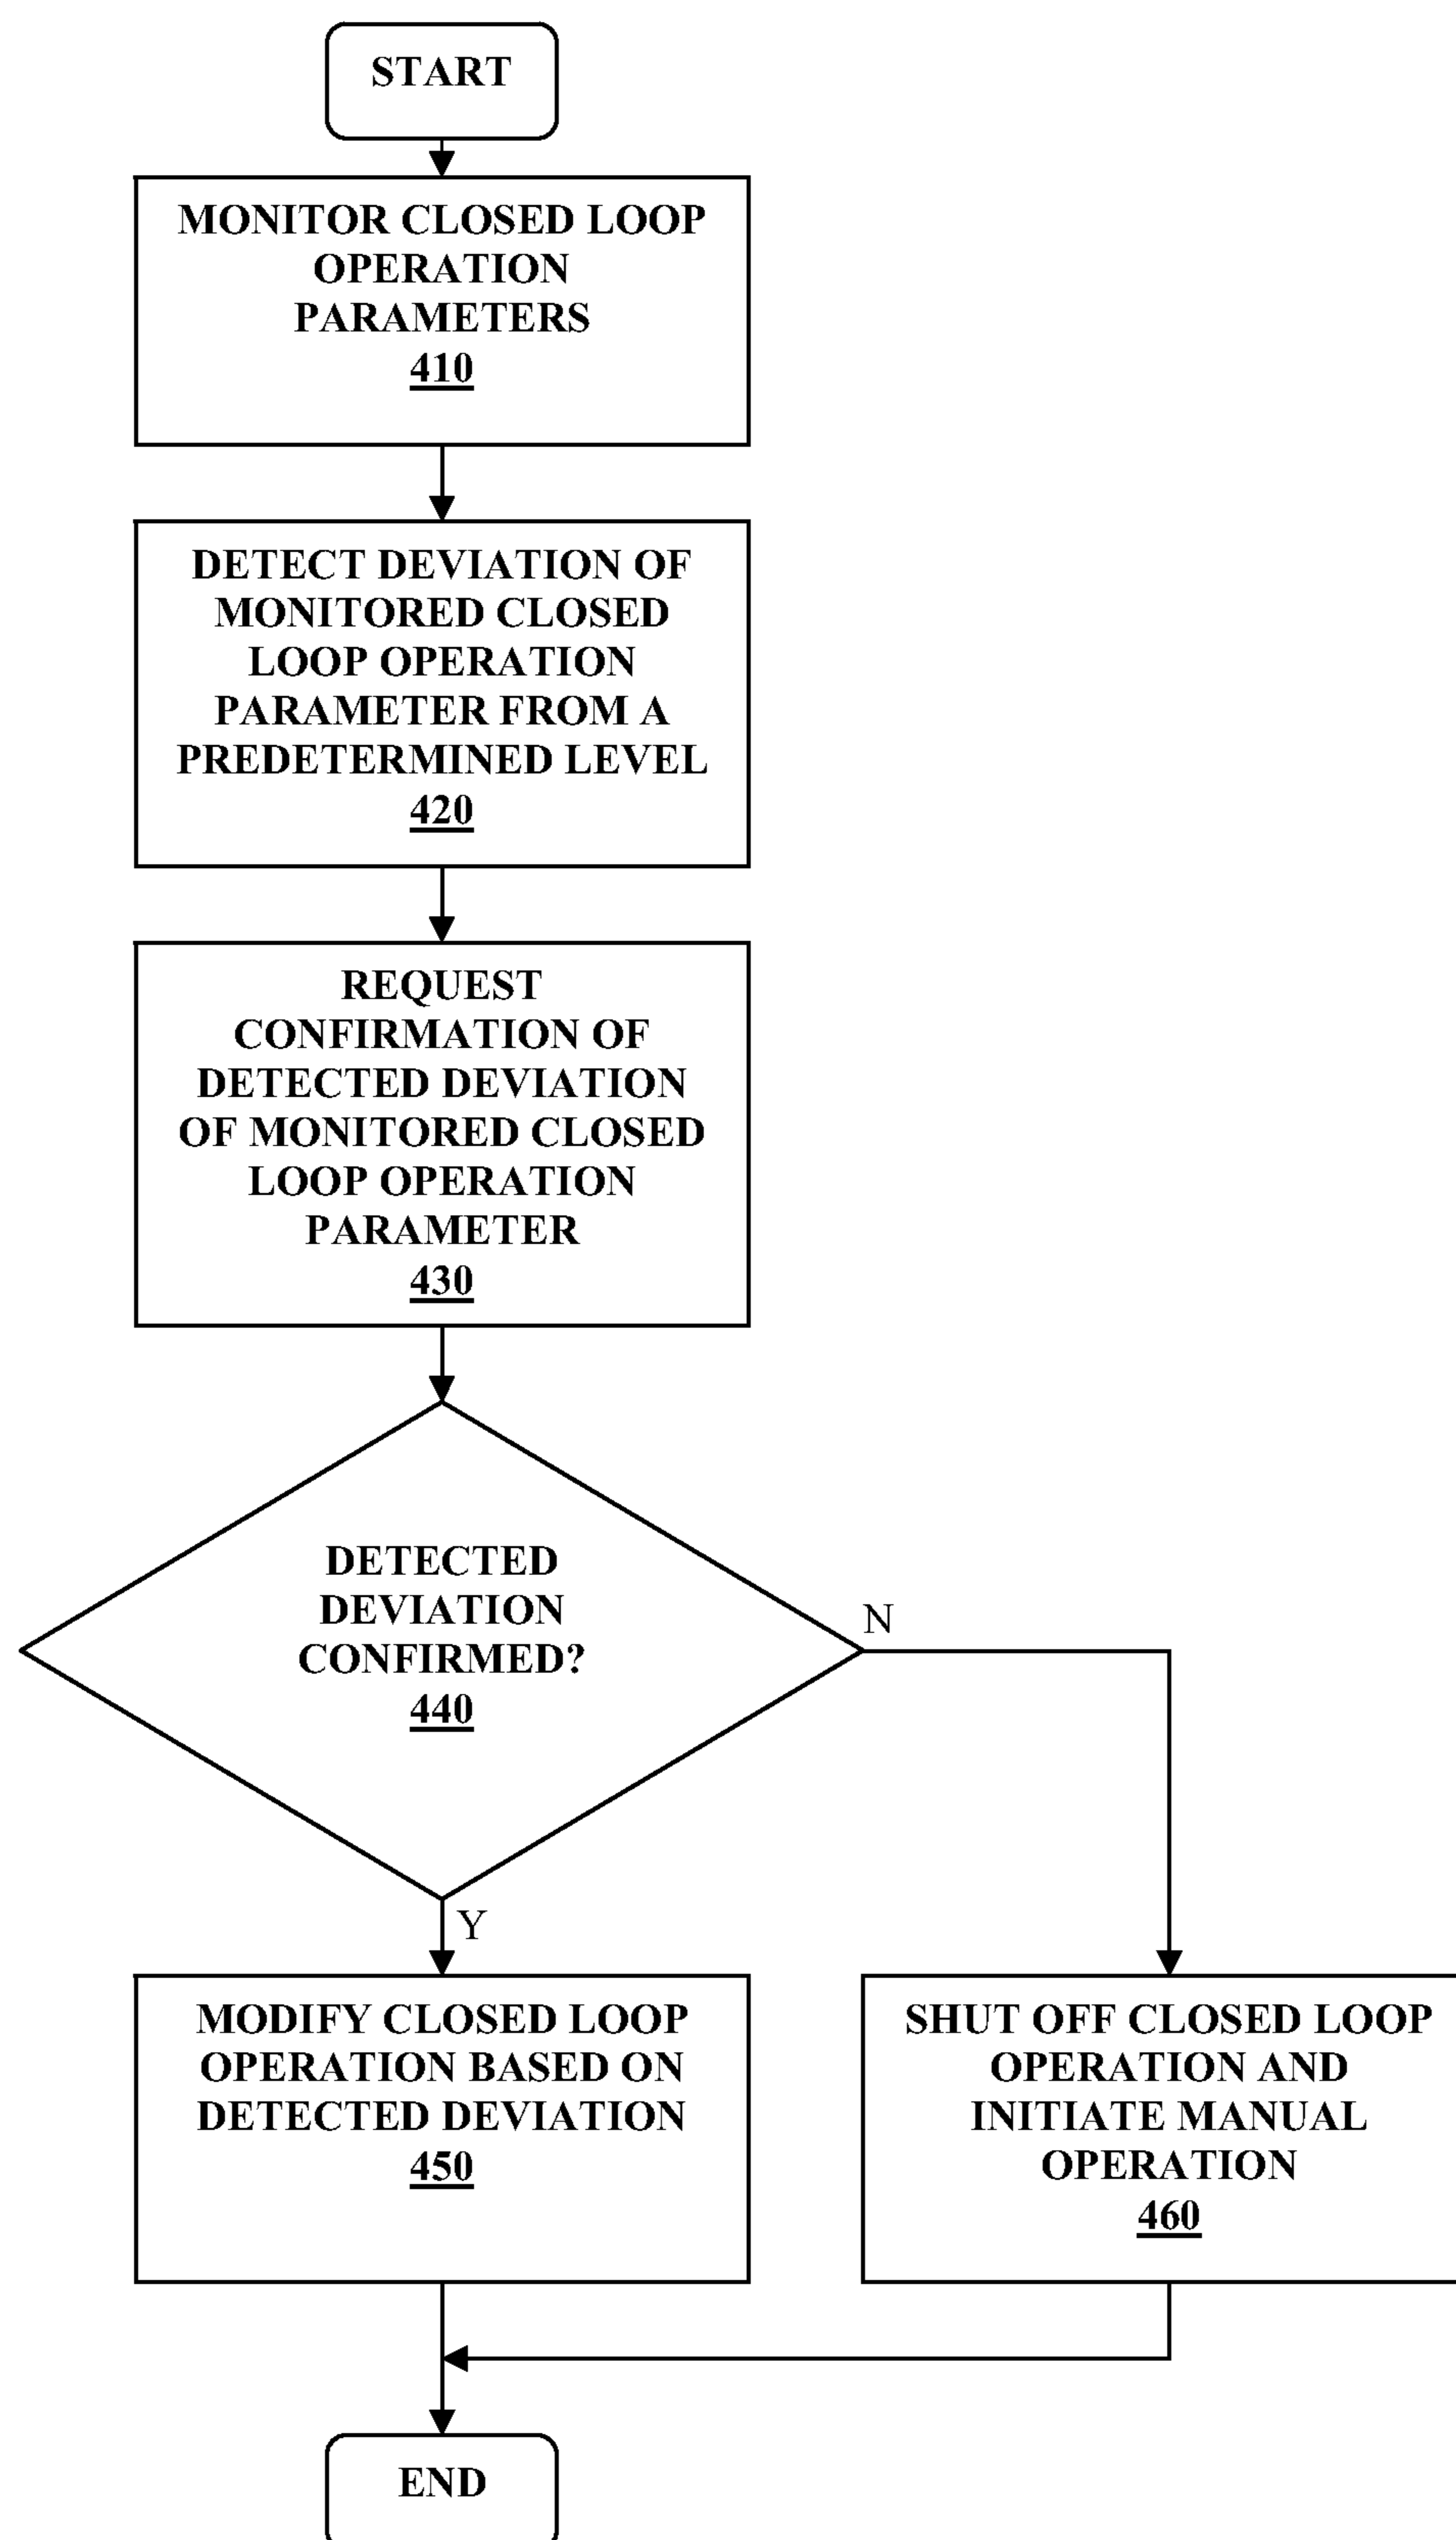 START
MONITOR CLOSED LOOP
OPERATION
PARAMETERS
410
DETECT DEVIATION OF
MONITORED CLOSED
LOOP OPERATION
PARAMETER FROM A
PREDETERMINED LEVEL
420
REQUEST
CONFIRMATION OF
DETECTED DEVIATION
OF MONITORED CLOSED
LOOP OPERATION
PARAMETER
430
DETECTED
DEVIATION
CONFIRMED?
440
N
Y
MODIFY CLOSED LOOP
OPERATION BASED ON
DETECTED DEVIATION
450
SHUT OFF CLOSED LOOP
OPERATION AND
INITIATE MANUAL
OPERATION
460
END